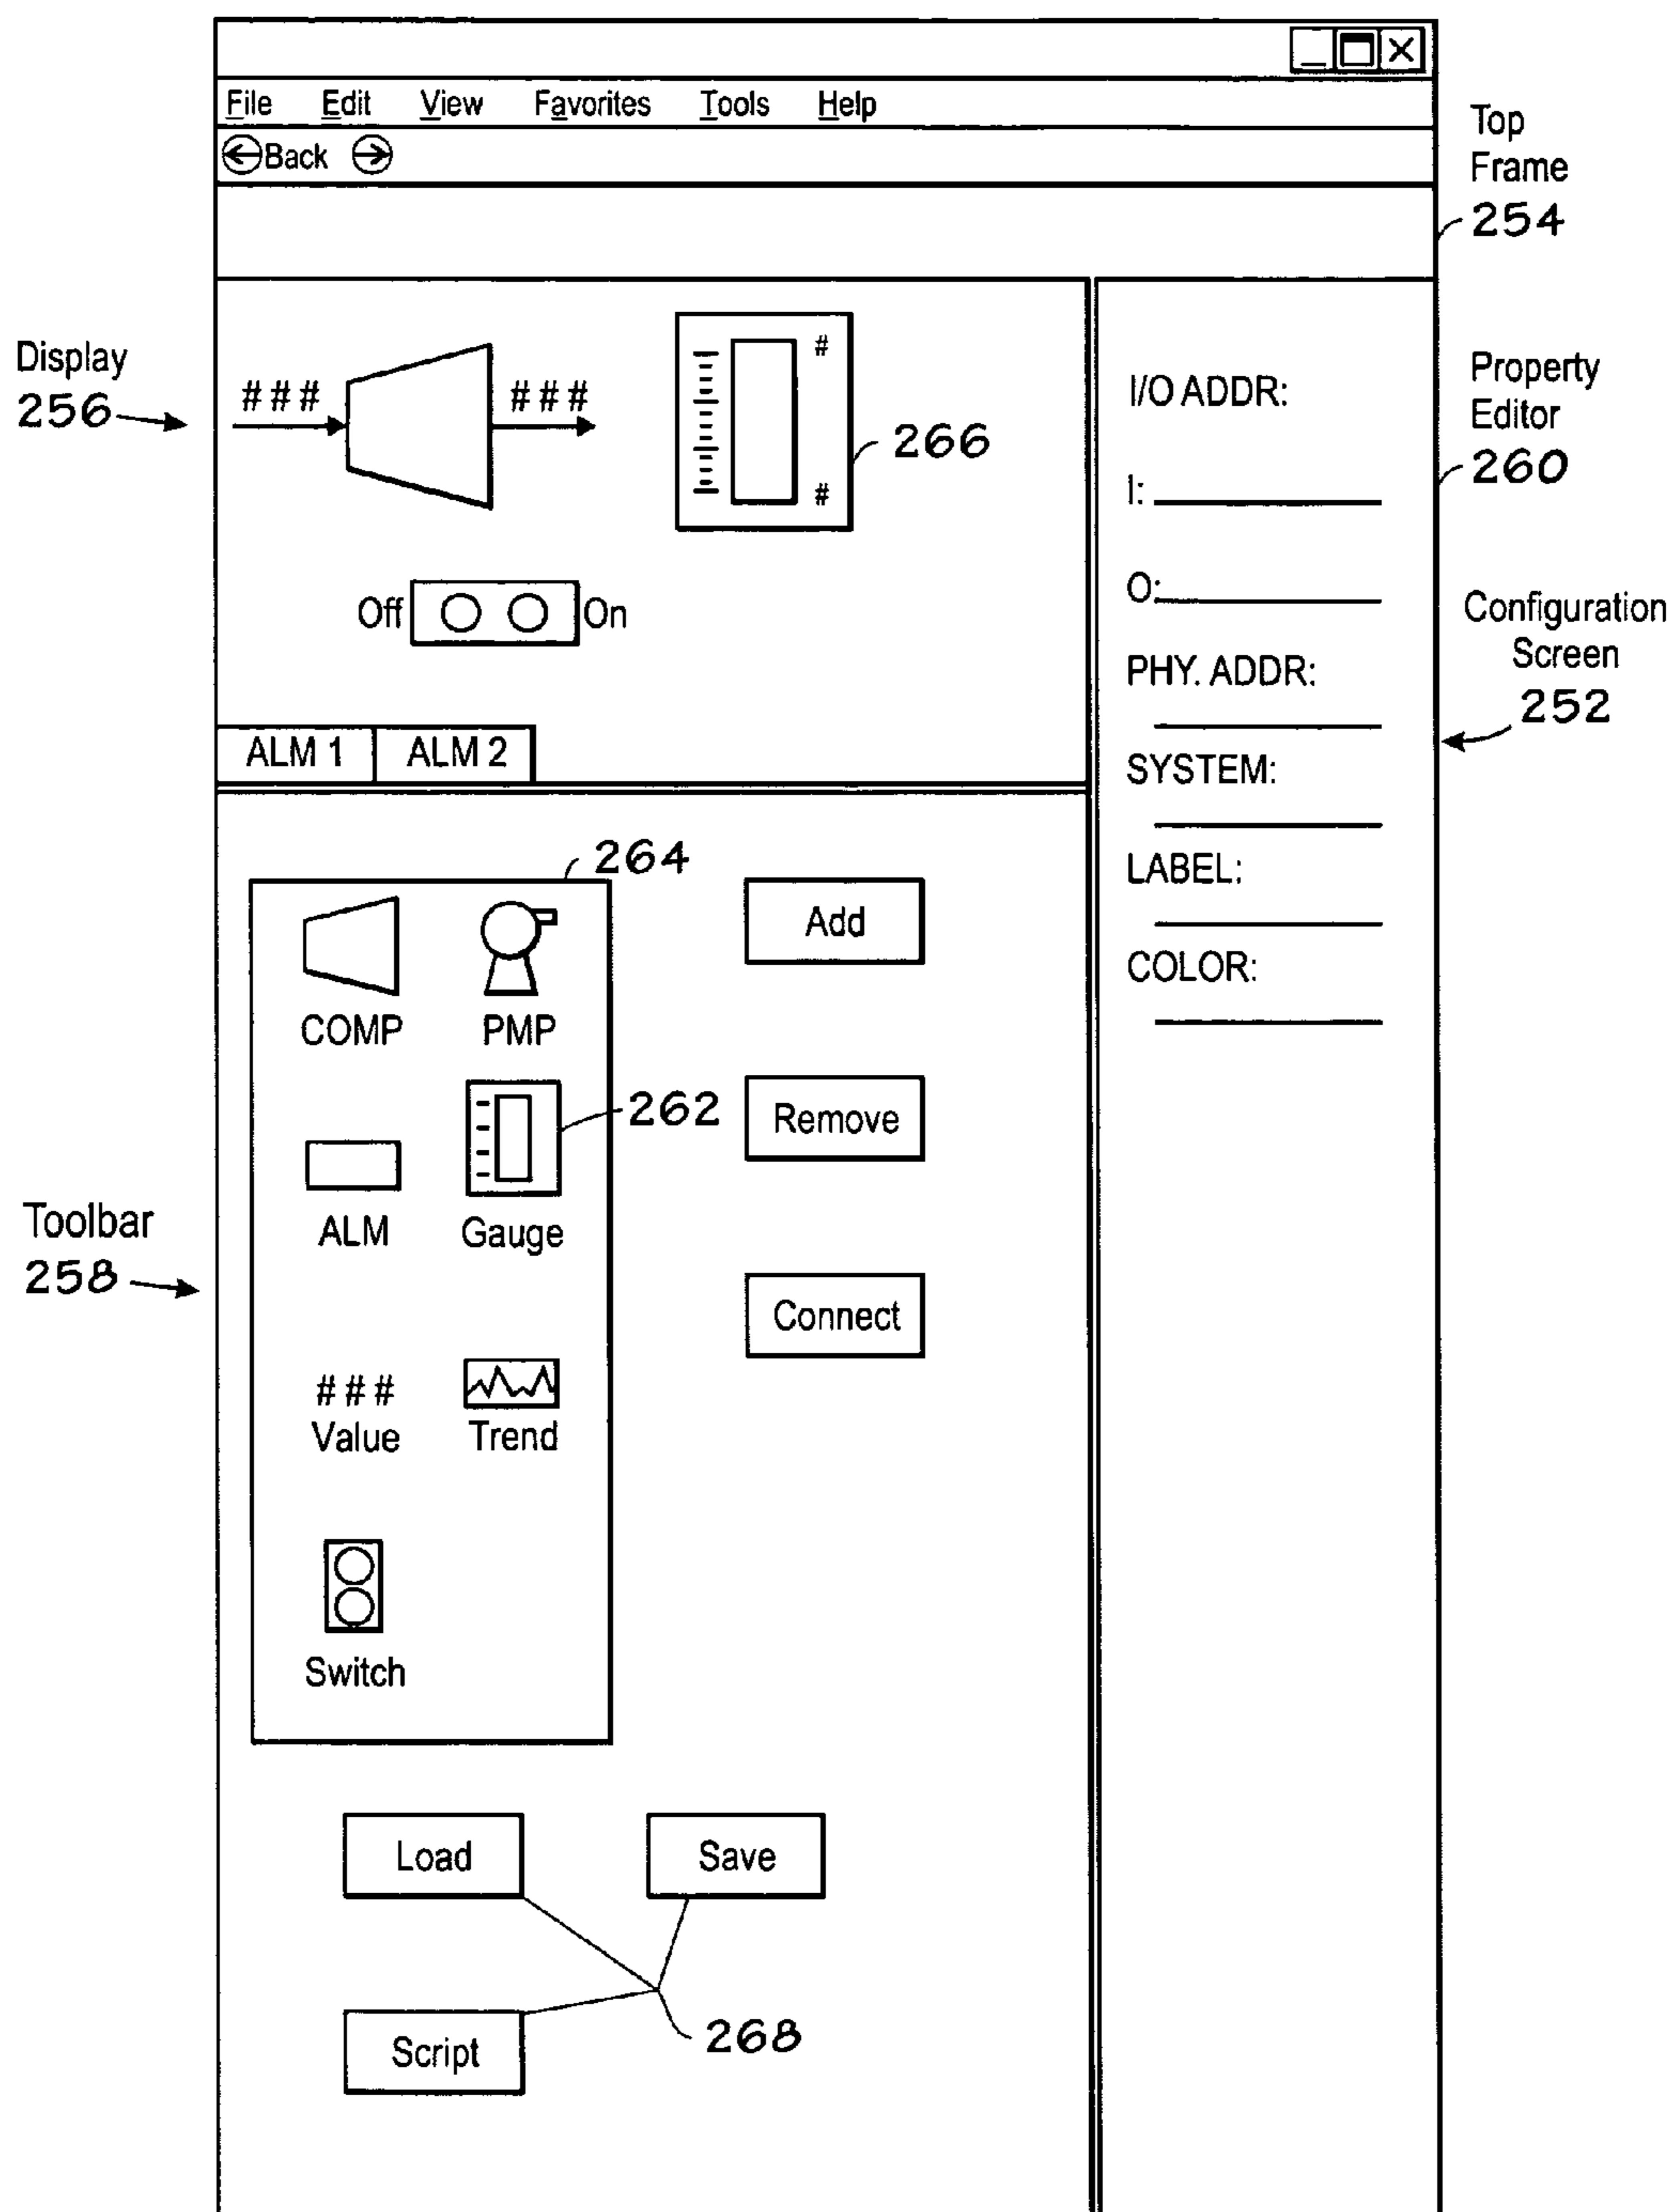 File Edit View Favorites Tools Help
Back
Top
Frame
254
Display
256
### ###
#
#
266
Off On
ALM 1 ALM 2
I/O ADDR:
I:
O:
PHY. ADDR:
SYSTEM:
LABEL:
COLOR:
Property
Editor
260
Configuration
Screen
252
Toolbar
258
264
COMP PMP
262
ALM Gauge
###
Value Trend
Switch
Add
Remove
Connect
Load Save
Script
268